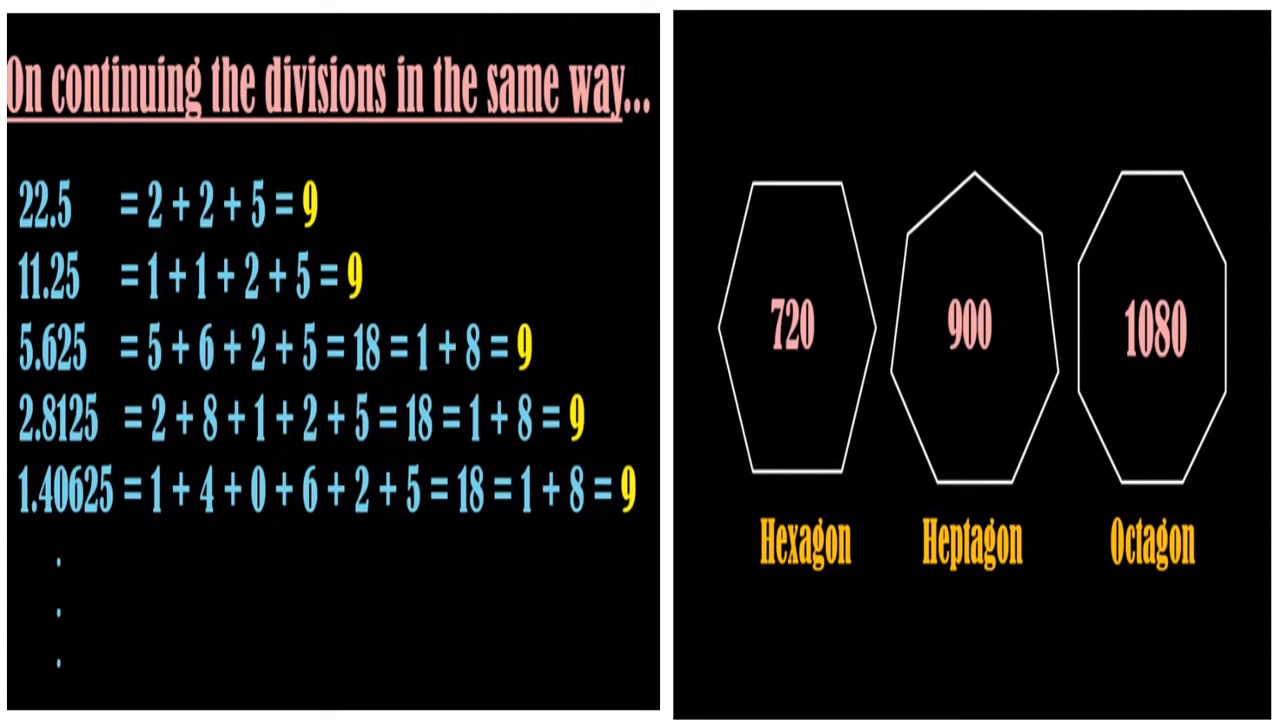 On continuing the divisions in the same way...
22.5 = 2 + 2 + 5 = 9
11.25 = 1 + 1 + 2 + 5 = 9
5.625 = 5 + 6 + 2 + 5 = 18 = 1 + 8 = 9
2.8125 = 2 + 8 + 1 + 2 + 5 = 18 = 1 + 8 = 9
1.40625 = 1 + 4 + 0 + 6 + 2 + 5 = 18 = 1 + 8 = 9
.
.
.
720 900 1080
Hexagon Heptagon Octagon